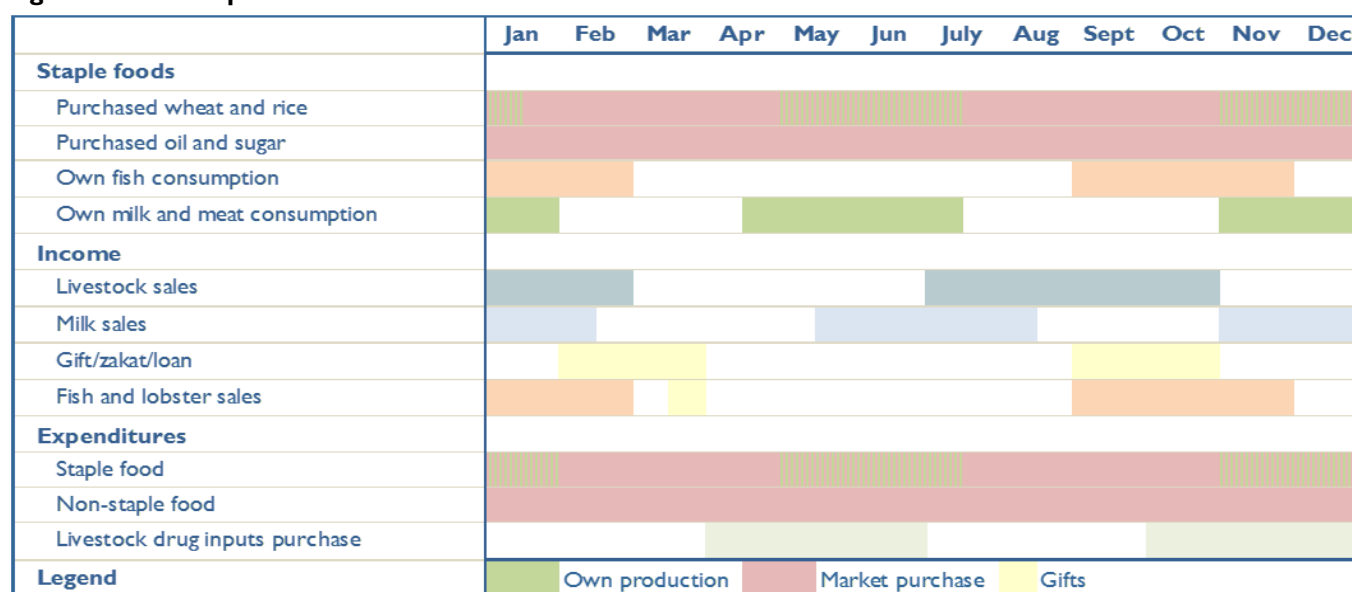 Jan Feb Mar Apr May Jun July Aug Sept Oct Nov Dec
Staple foods
Purchased wheat and rice
Purchased oil and sugar
Own fish consumption
Own milk and meat consumption
Income
Livestock sales
Milk sales
Gift/zakat/loan
Fish and lobster sales
Expenditures
Staple food
Non-staple food
Livestock drug inputs purchase
Legend Own production Market purchase Gifts